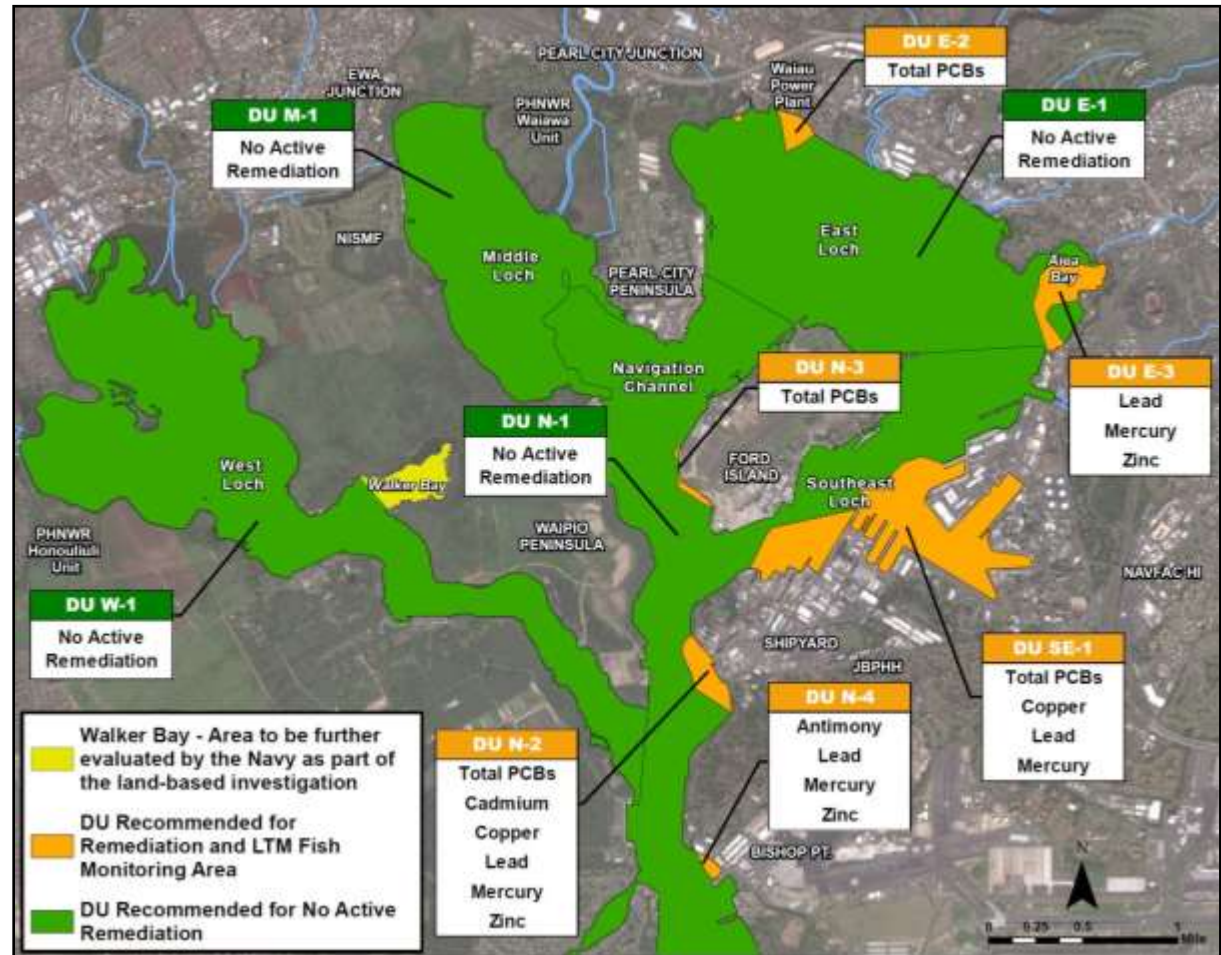 PEARL CITY JUNCTION
EWA
JUNCTION
PHNWR
Waiawa
Unit
Waiau
Power
Plant
DU E-2
Total PCBs
DU M-1
No Active
Remediation
DU E-1
No Active
Remediation
NISMF
Middle
Loch
PEARL CITY
PENINSULA
East
Loch
Aiea
Bay
Navigation
Channel
DU N-3
Total PCBs
DU E-3
Lead
Mercury
Zinc
DU N-1
No Active
Remediation
FORD
ISLAND
Southeast
Loch
West
Loch
Walker Bay
WAIPIO
PENINSULA
PHNWR
Honouliuli
Unit
NAVFAC HI
DU W-1
No Active
Remediation
SHIPYARD
JBPHH
DU SE-1
Total PCBs
Copper
Lead
Mercury
DU N-4
Antimony
Lead
Mercury
Zinc
DU N-2
Total PCBs
Cadmium
Copper
Lead
Mercury
Zinc
BISHOP PT.
Walker Bay - Area to be further
evaluated by the Navy as part of
the land-based investigation
DU Recommended for
Remediation and LTM Fish
Monitoring Area
DU Recommended for No Active
Remediation
N
0 0.25 0.5 1
Mile